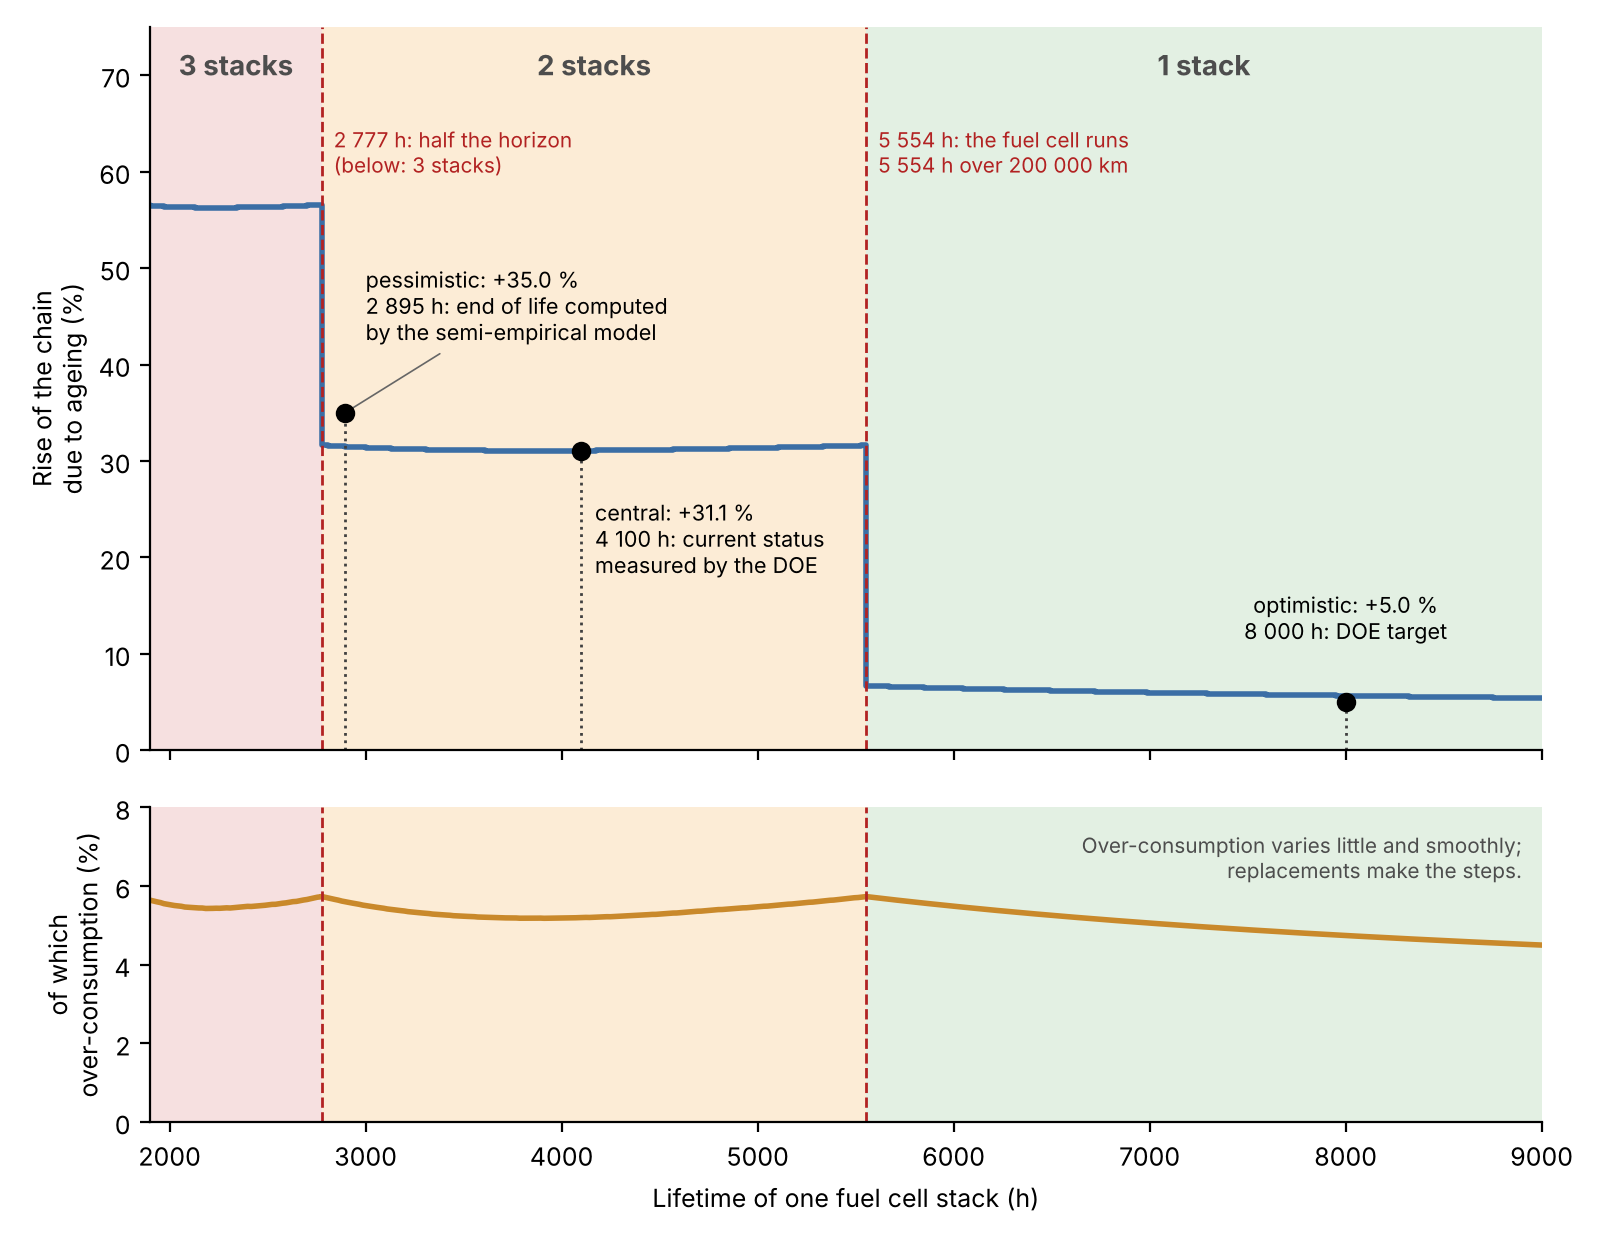 3 stacks
2 stacks
1 stack
2 777 h: half the horizon
(below: 3 stacks)
5 554 h: the fuel cell runs
5 554 h over 200 000 km
pessimistic: +35.0 %
2 895 h: end of life computed
by the semi-empirical model
central: +31.1 %
4 100 h: current status
measured by the DOE
optimistic: +5.0 %
8 000 h: DOE target
Rise of the chain
due to ageing (%)
70
60
50
40
30
20
10
0
Over-consumption varies little and smoothly;
replacements make the steps.
of which
over-consumption (%)
8
6
4
2
0
2000
3000
4000
5000
6000
7000
8000
9000
Lifetime of one fuel cell stack (h)